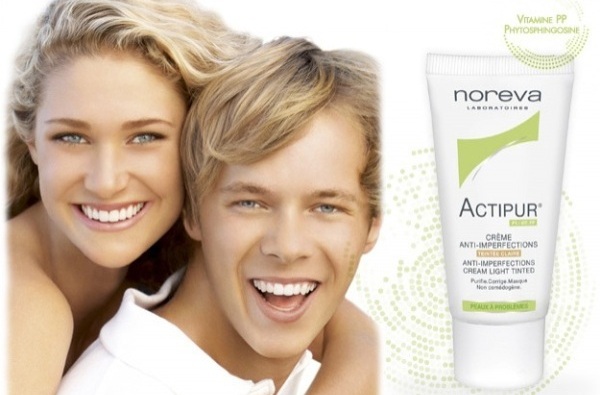 VITAMINE PP
PHYTOSPHINGOSINE
noreva
LABORATOIRES
ACTIPUR®
CRÈME
ANTI-IMPERFECTIONS
TEINTÉE CLAIRE
ANTI-IMPERFECTIONS
CREAM LIGHT TINTED
Purifie.Corrige.Masque
Non comédogène.
PEAUX À PROBLÈMES